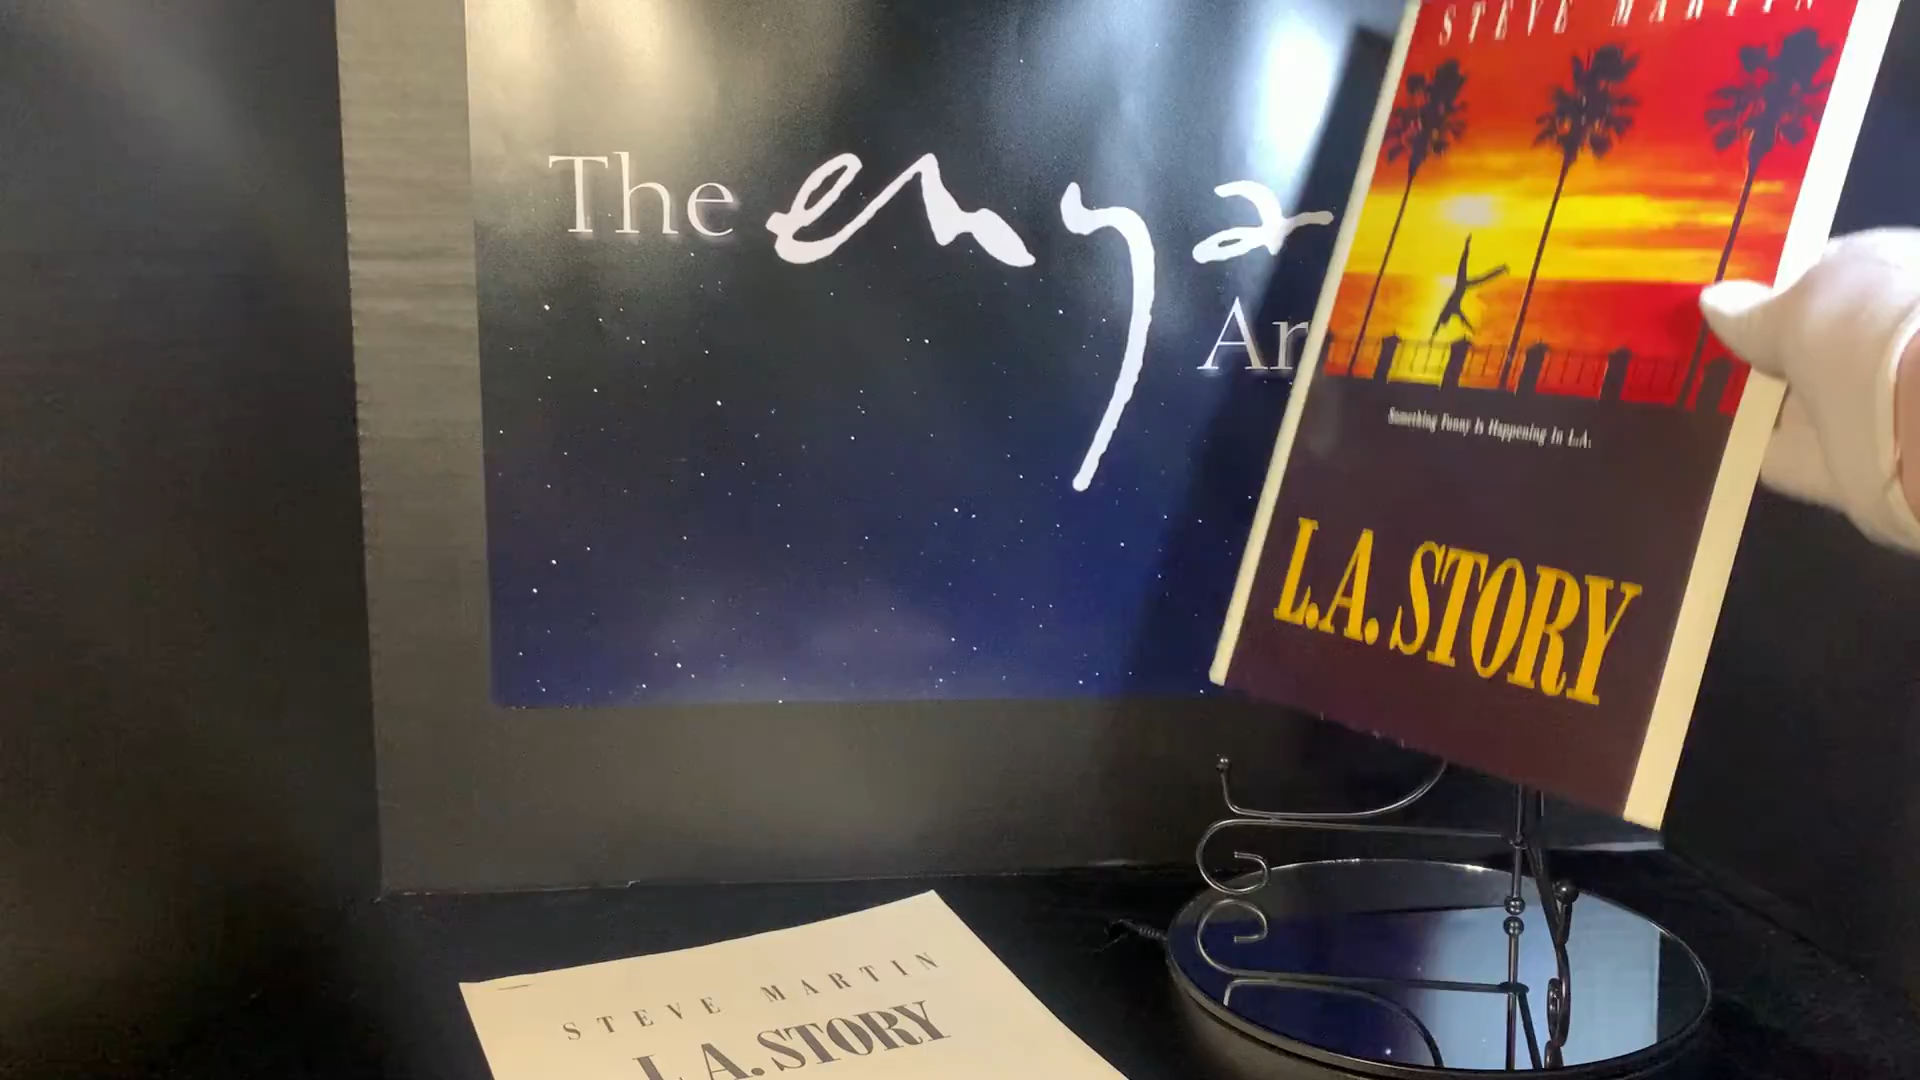 The enya
Ar
STEVE MARTIN
Something Funny Is Happening In L.A.
L.A. STORY
STEVE MARTIN
L.A. STORY